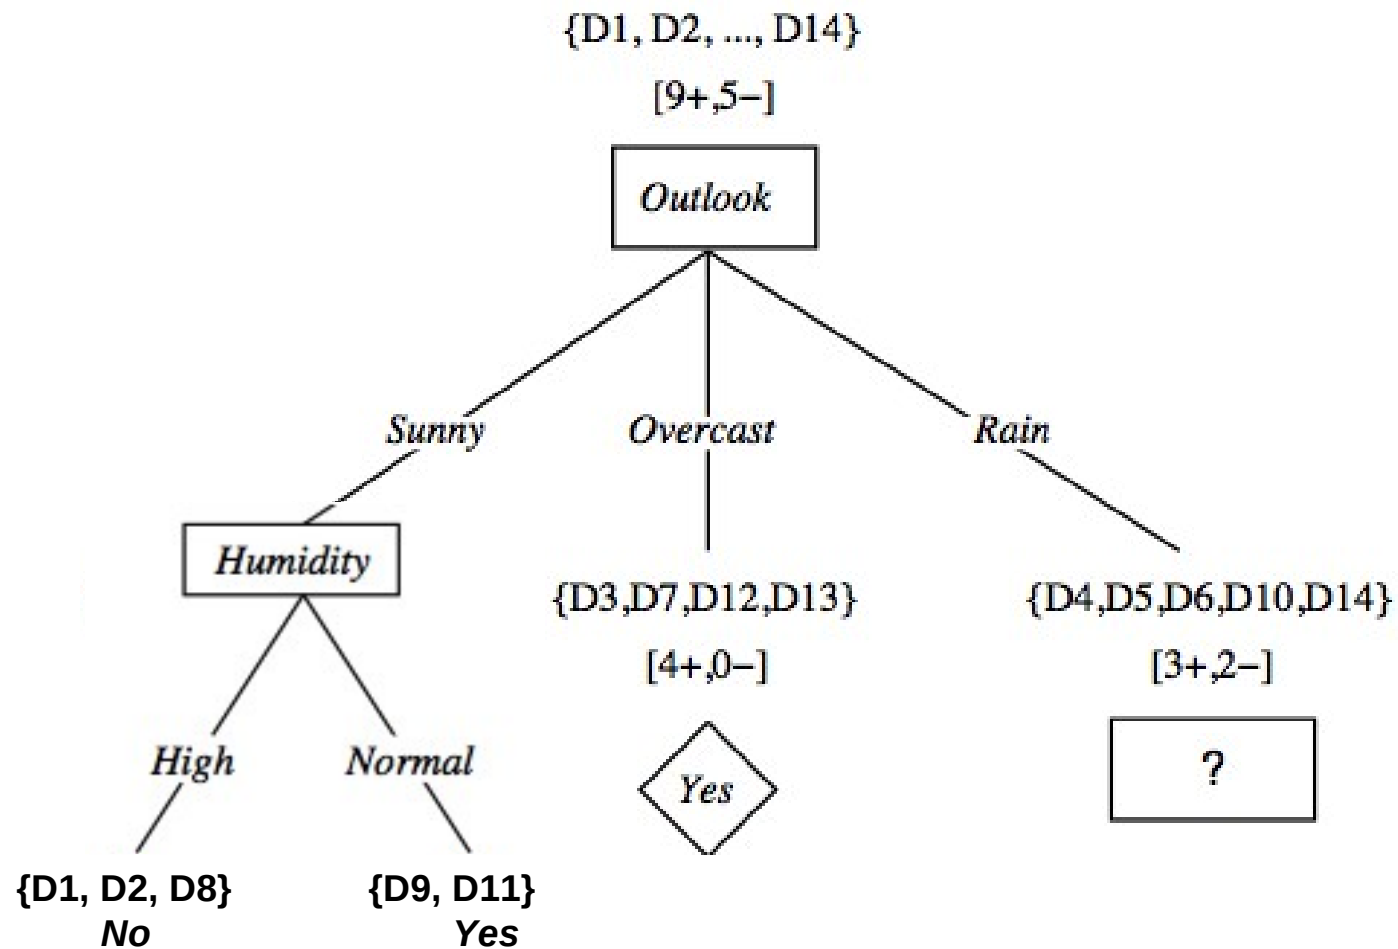 {D1, D2, ..., D14}
[9+,5−]
Outlook
Sunny
Overcast
Rain
Humidity
{D3,D7,D12,D13}
{D4,D5,D6,D10,D14}
[4+,0−]
[3+,2−]
High
Normal
Yes
?
{D1, D2, D8}
{D9, D11}
No
Yes